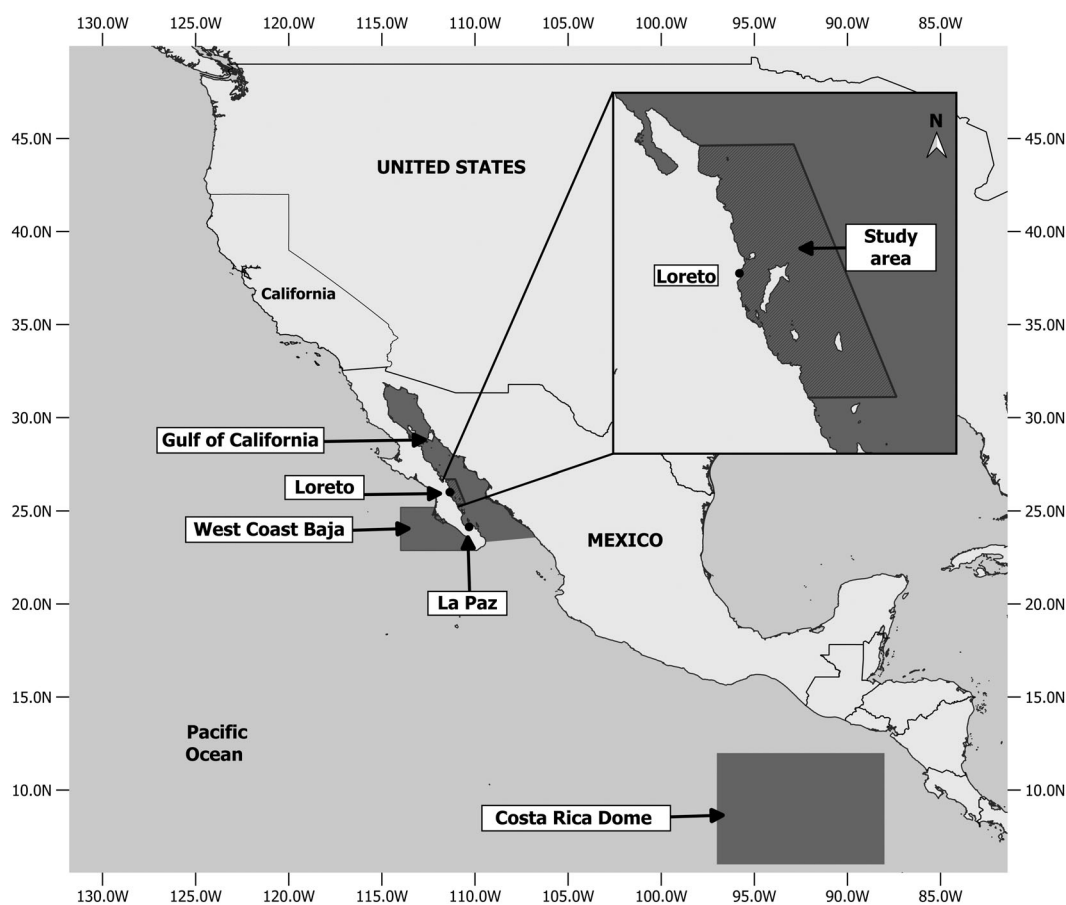 130.0W 125.0W 120.0W 115.0W 110.0W 105.0W 100.0W 95.0W 90.0W 85.0W
N
45.0N 45.0N
UNITED STATES
40.0N 40.0N
Study
area
Loreto
California
35.0N 35.0N
30.0N 30.0N
Gulf of California
Loreto
25.0N 25.0N
West Coast Baja
MEXICO
La Paz
20.0N 20.0N
15.0N 15.0N
Pacific
Ocean
10.0N 10.0N
Costa Rica Dome
130.0W 125.0W 120.0W 115.0W 110.0W 105.0W 100.0W 95.0W 90.0W 85.0W